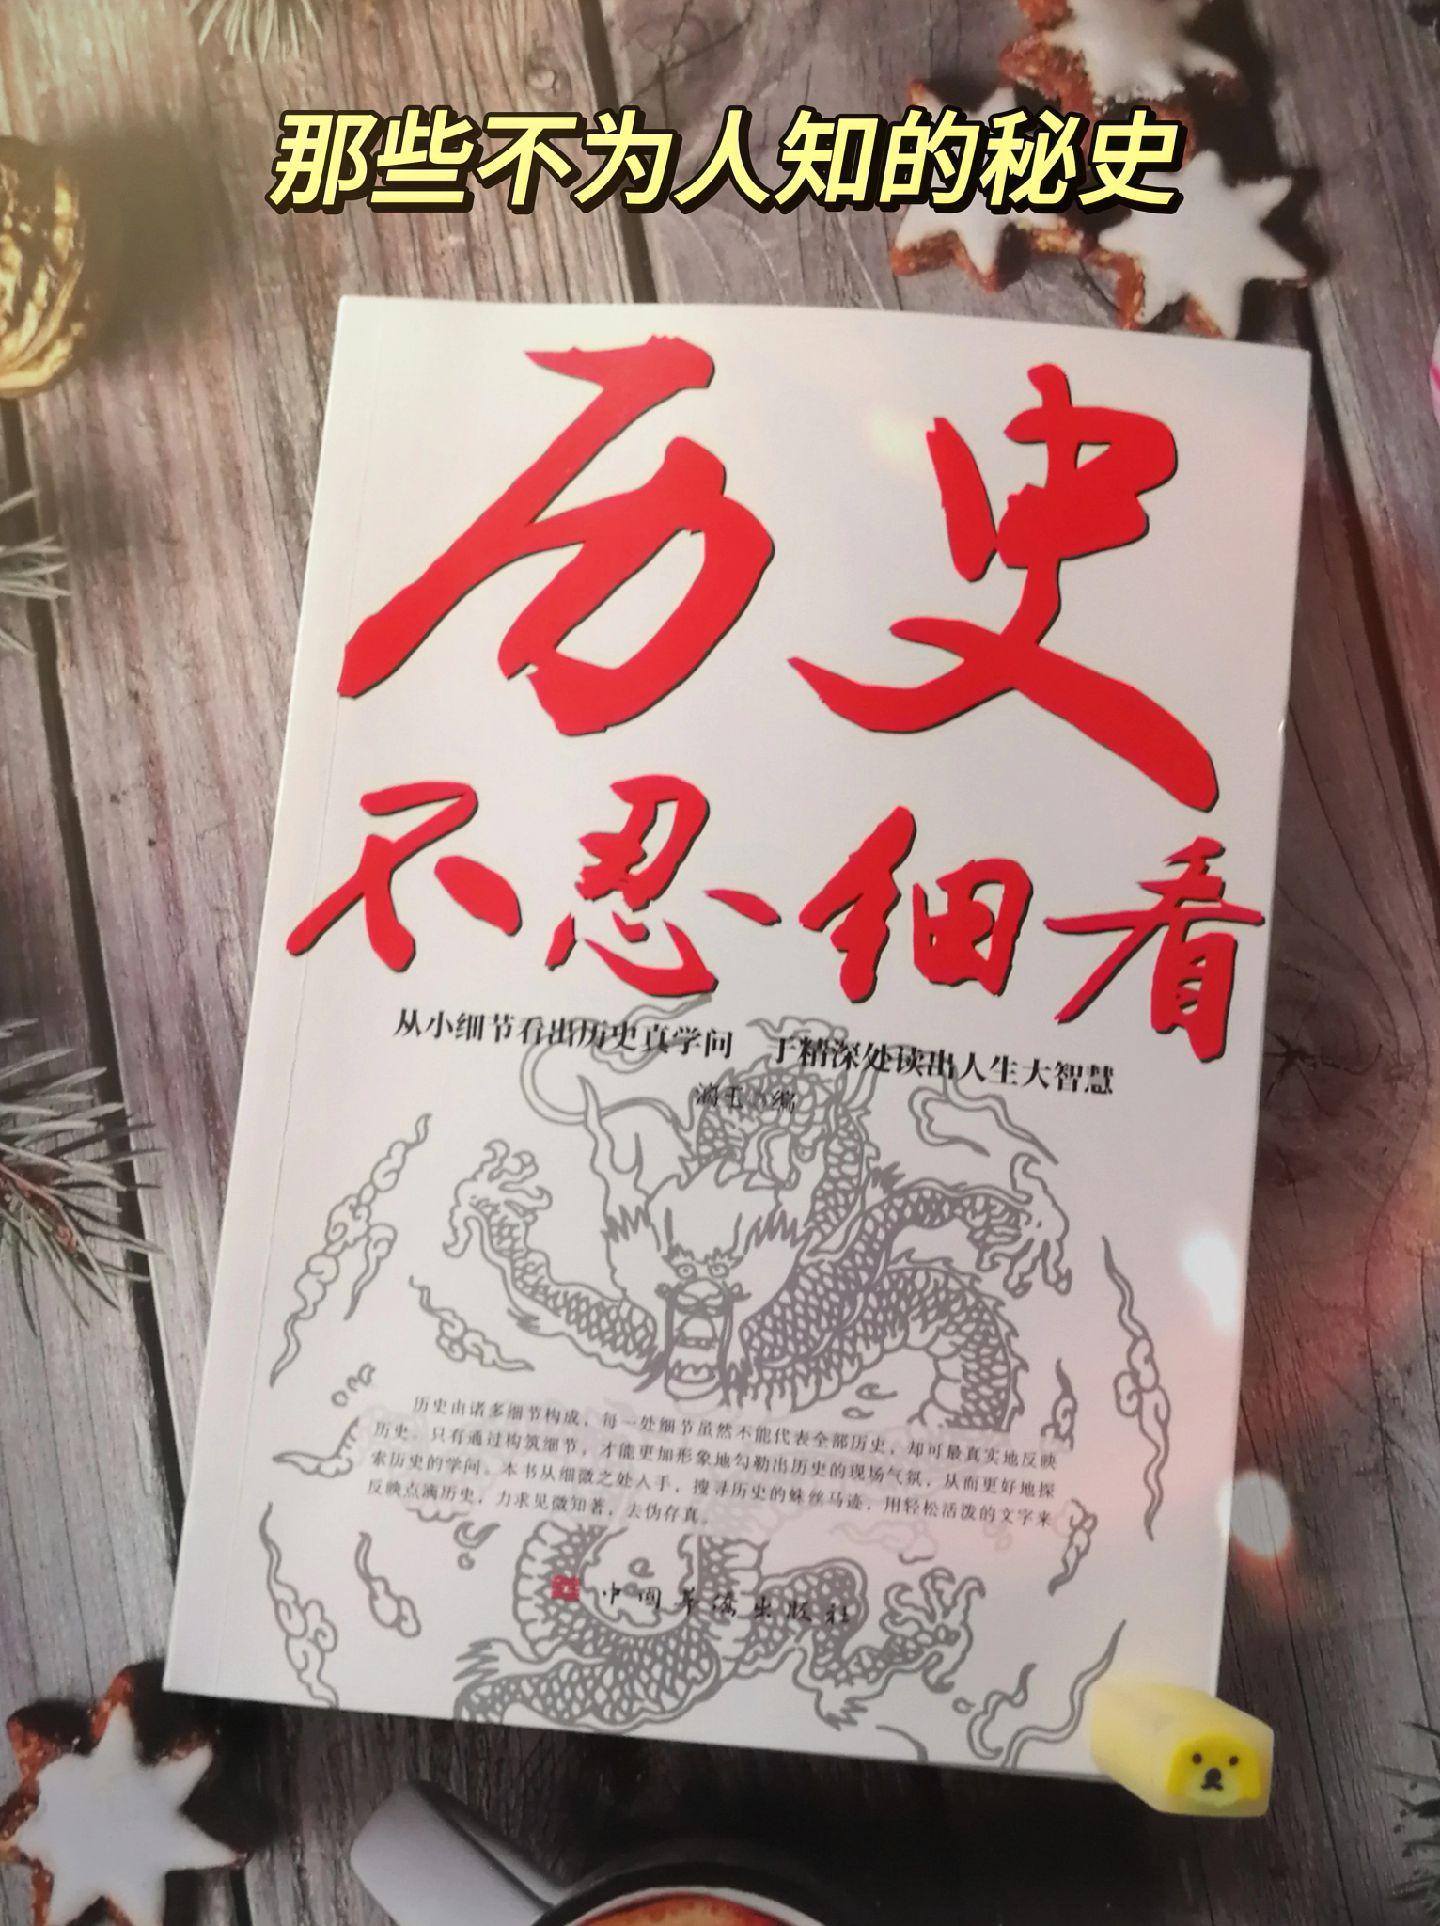 那些不为人知的秘史
历史
不忍细看
从小细节看出历史真学问 于精深处读出人生大智慧
编
历史由诸多细节构成，每一处细节虽然不能代表全部历史，却可最真实地反映
历史。只有通过构筑细节，才能更加形象地勾勒出历史的现场气氛，从而更好地探
索历史的学问。本书从细微之处入手，搜寻历史的蛛丝马迹，用轻松活泼的文字来
反映点滴历史，力求见微知著，去伪存真。
中国华侨出版社